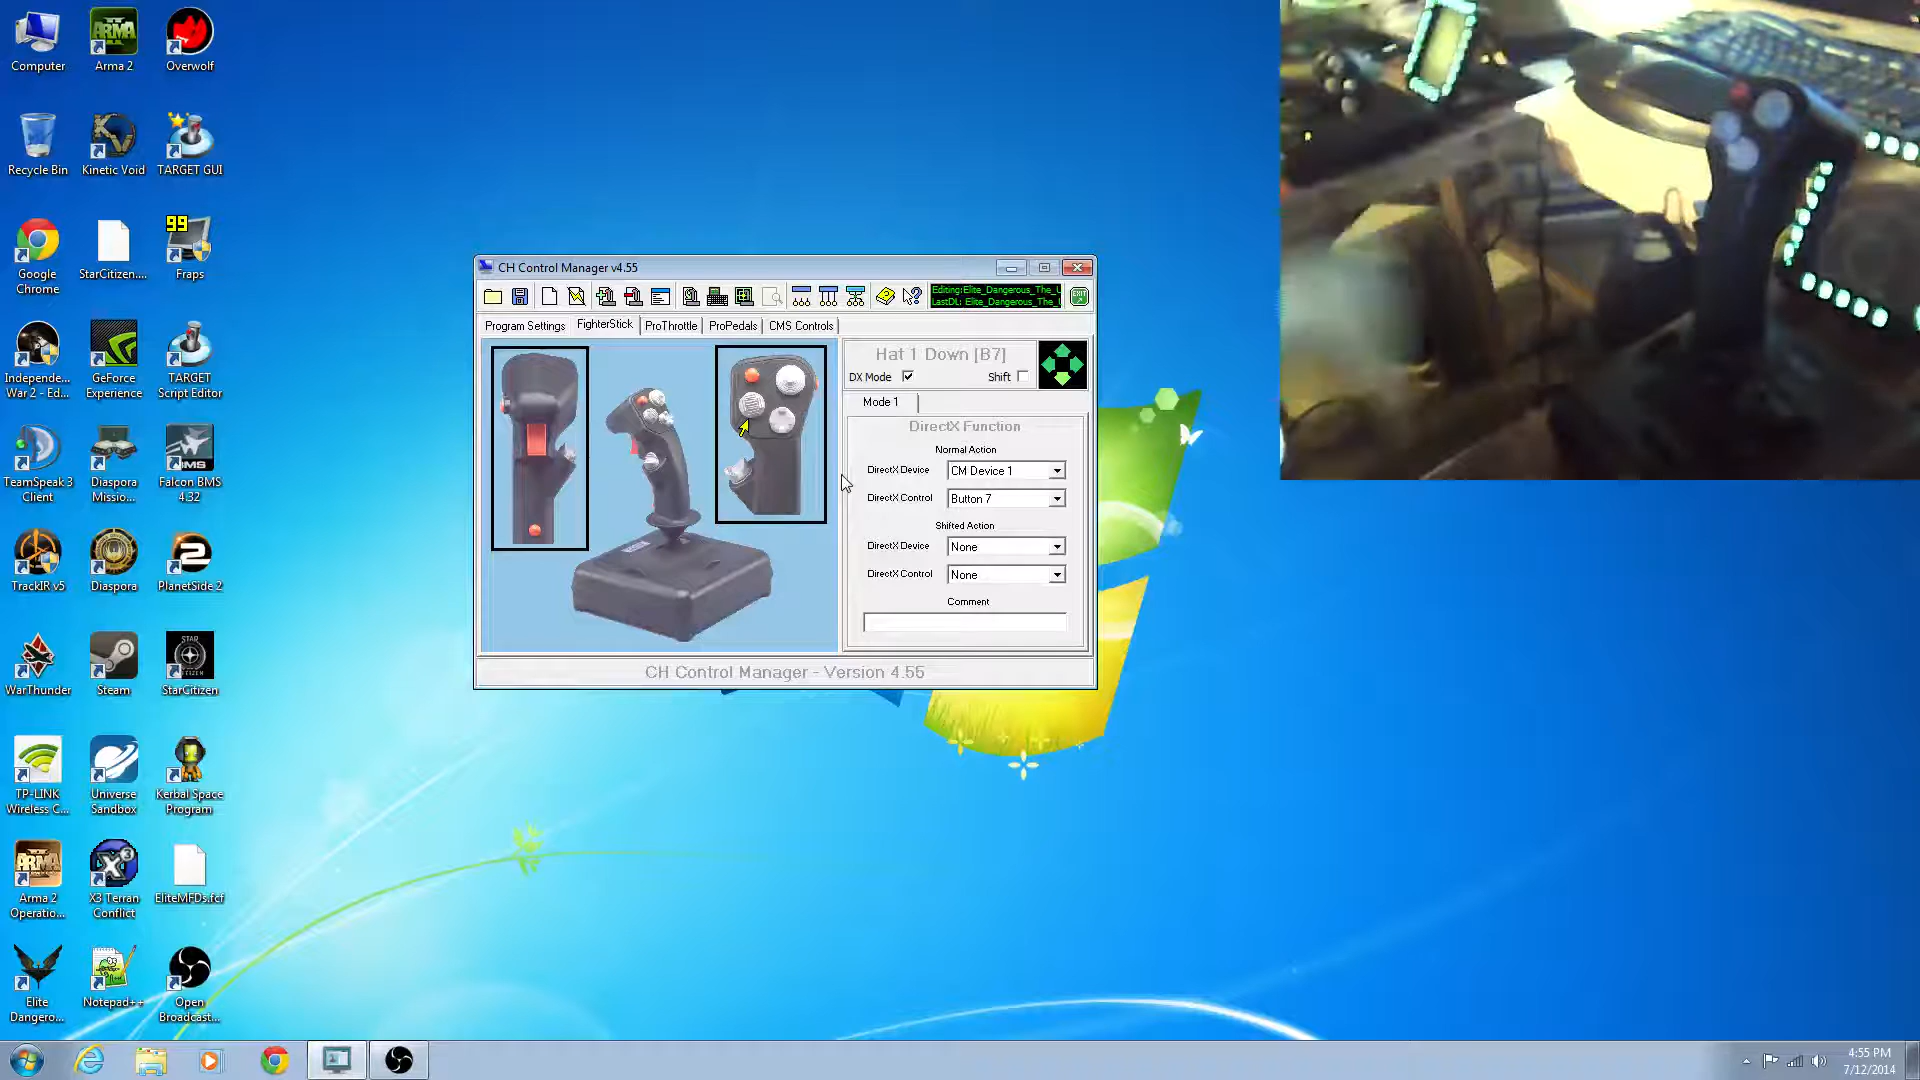 Computer
Arma 2
Overwolf
Recycle Bin
Kinetic Void
TARGET GUI
99
Google
Chrome
StarCitizen....
Fraps
Independe...
War 2 - Ed...
GeForce
Experience
TARGET
Script Editor
TeamSpeak 3
Client
Diaspora
Missio...
Falcon BMS
4.32
TrackIR v5
Diaspora
PlanetSide 2
WarThunder
Steam
StarCitizen
TP-LINK
Wireless C...
Universe
Sandbox
Kerbal Space
Program
Arma 2
Operatio...
X3 Terran
Conflict
EliteMFDs.fcf
Elite
Dangero...
Notepad++
Open
Broadcast...
CH Control Manager v4.55
Editing:Elite_Dangerous_The_U
LastDL: Elite_Dangerous_The_U
EXIT
Program Settings
FighterStick
ProThrottle
ProPedals
CMS Controls
Hat 1 Down [B7]
DX Mode
Shift
Mode 1
DirectX Function
Normal Action
DirectX Device
CM Device 1
DirectX Control
Button 7
Shifted Action
DirectX Device
None
DirectX Control
None
Comment
CH Control Manager - Version 4.55
4:55 PM
7/12/2014